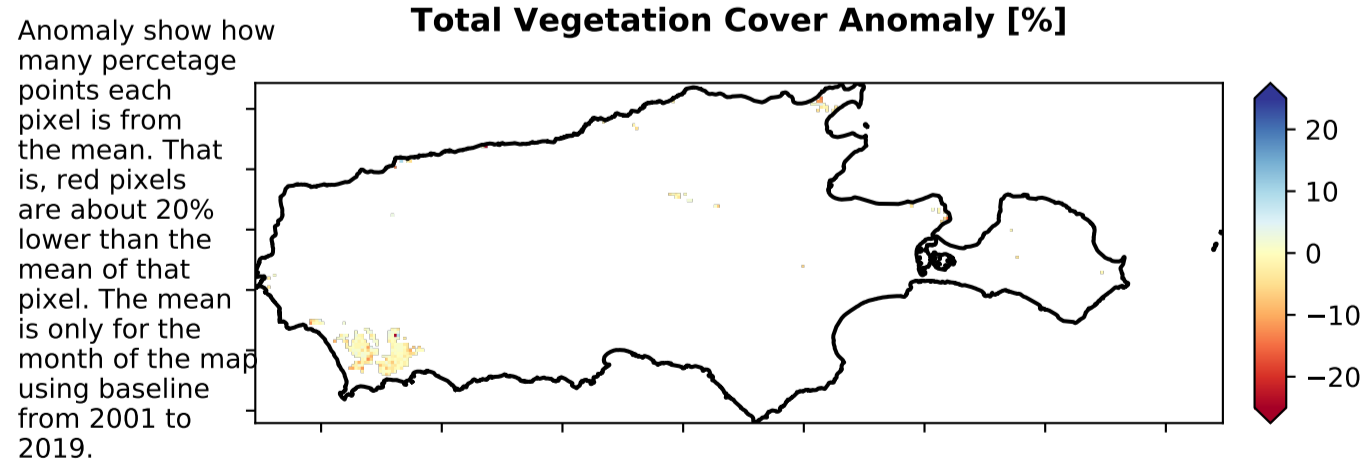 Total Vegetation Cover Anomaly [%]
Anomaly show how
many percetage
points each
pixel is from
the mean. That
is, red pixels
are about 20%
lower than the
mean of that
pixel. The mean
is only for the
month of the map
using baseline
from 2001 to
2019.
20
10
0
−10
−20